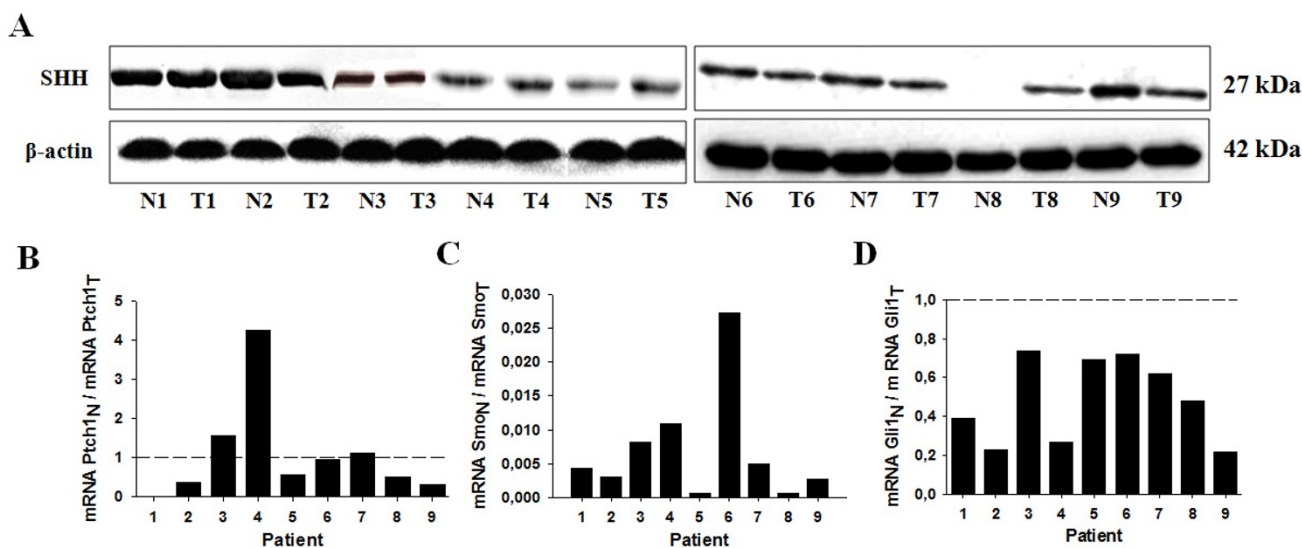 A
SHH
27 kDa
β-actin
42 kDa
N1 T1 N2 T2 N3 T3 N4 T4 N5 T5 N6 T6 N7 T7 N8 T8 N9 T9
B
mRNA Ptch1N / mRNA Ptch1T
5
4
3
2
1
0
1 2 3 4 5 6 7 8 9
Patient
C
mRNA SmoN / mRNA SmoT
0,030
0,025
0,020
0,015
0,010
0,005
0,000
1 2 3 4 5 6 7 8 9
Patient
D
mRNA Gli1N / m RNA Gli1T
1,0
0,8
0,6
0,4
0,2
0,0
1 2 3 4 5 6 7 8 9
Patient